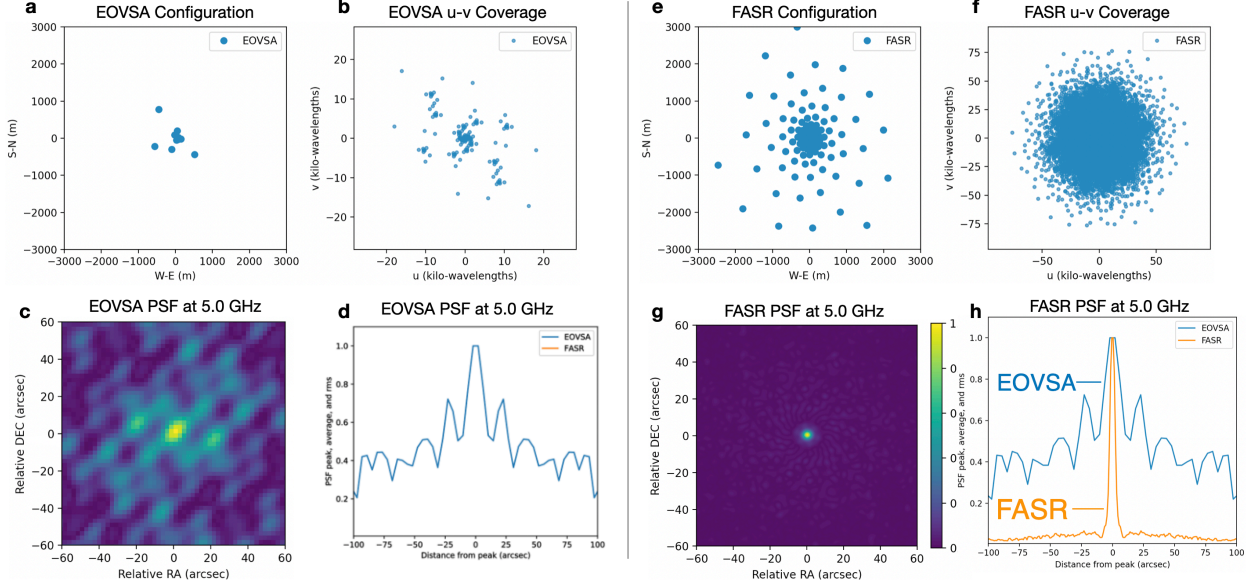 a EOVSA Configuration
EOVSA
3000
2000
1000
0
−1000
−2000
−3000
S-N (m)
−3000 −2000 −1000 0 1000 2000 3000
W-E (m)
b EOVSA u-v Coverage
EOVSA
20
10
0
−10
−20
v (kilo-wavelengths)
−20 −10 0 10 20
u (kilo-wavelengths)
e FASR Configuration
FASR
3000
2000
1000
0
−1000
−2000
−3000
S-N (m)
−3000 −2000 −1000 0 1000 2000 3000
W-E (m)
f FASR u-v Coverage
FASR
75
50
25
0
−25
−50
−75
v (kilo-wavelengths)
−50 0 50
u (kilo-wavelengths)
c EOVSA PSF at 5.0 GHz
60
40
20
0
−20
−40
−60
Relative DEC (arcsec)
−60 −40 −20 0 20 40 60
Relative RA (arcsec)
d EOVSA PSF at 5.0 GHz
EOVSA
FASR
1.0
0.8
0.6
0.4
0.2
PSF peak, average, and rms
−100 −75 −50 −25 0 25 50 75 100
Distance from peak (arcsec)
g FASR PSF at 5.0 GHz
60
40
20
0
−20
−40
−60
Relative DEC (arcsec)
−60 −40 −20 0 20 40 60
Relative RA (arcsec)
1
0
0
0
0
0
h FASR PSF at 5.0 GHz
EOVSA
FASR
1.0
0.8
0.6
0.4
0.2
PSF peak, average, and rms
EOVSA
FASR
−100 −75 −50 −25 0 25 50 75 100
Distance from peak (arcsec)